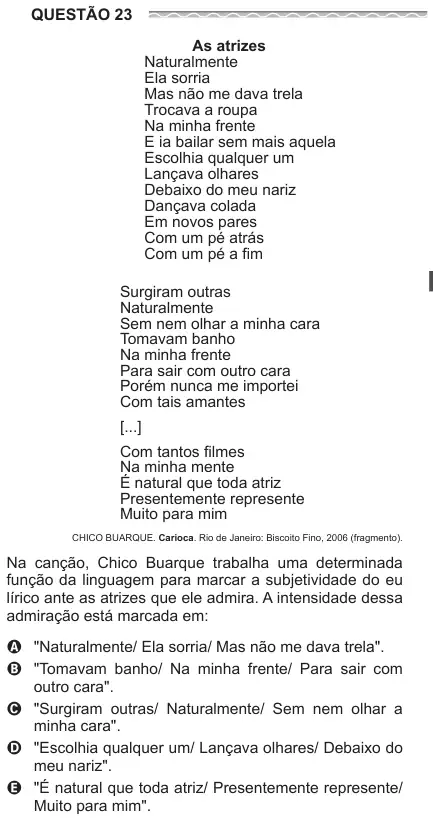 QUESTÃO 23
As atrizes
Naturalmente
Ela sorria
Mas não me dava trela
Trocava a roupa
Na minha frente
E ia bailar sem mais aquela
Escolhia qualquer um
Lançava olhares
Debaixo do meu nariz
Dançava colada
Em novos pares
Com um pé atrás
Com um pé a fim
Surgiram outras
Naturalmente
Sem nem olhar a minha cara
Tomavam banho
Na minha frente
Para sair com outro cara
Porém nunca me importei
Com tais amantes
[...]
Com tantos filmes
Na minha mente
É natural que toda atriz
Presentemente represente
Muito para mim
CHICO BUARQUE. Carioca. Rio de Janeiro: Biscoito Fino, 2006 (fragmento).
Na canção, Chico Buarque trabalha uma determinada
função da linguagem para marcar a subjetividade do eu
lírico ante as atrizes que ele admira. A intensidade dessa
admiração está marcada em:
A "Naturalmente/ Ela sorria/ Mas não me dava trela".
B "Tomavam banho/ Na minha frente/ Para sair com
outro cara".
C "Surgiram outras/ Naturalmente/ Sem nem olhar a
minha cara".
D "Escolhia qualquer um/ Lançava olhares/ Debaixo do
meu nariz".
E "É natural que toda atriz/ Presentemente represente/
Muito para mim".